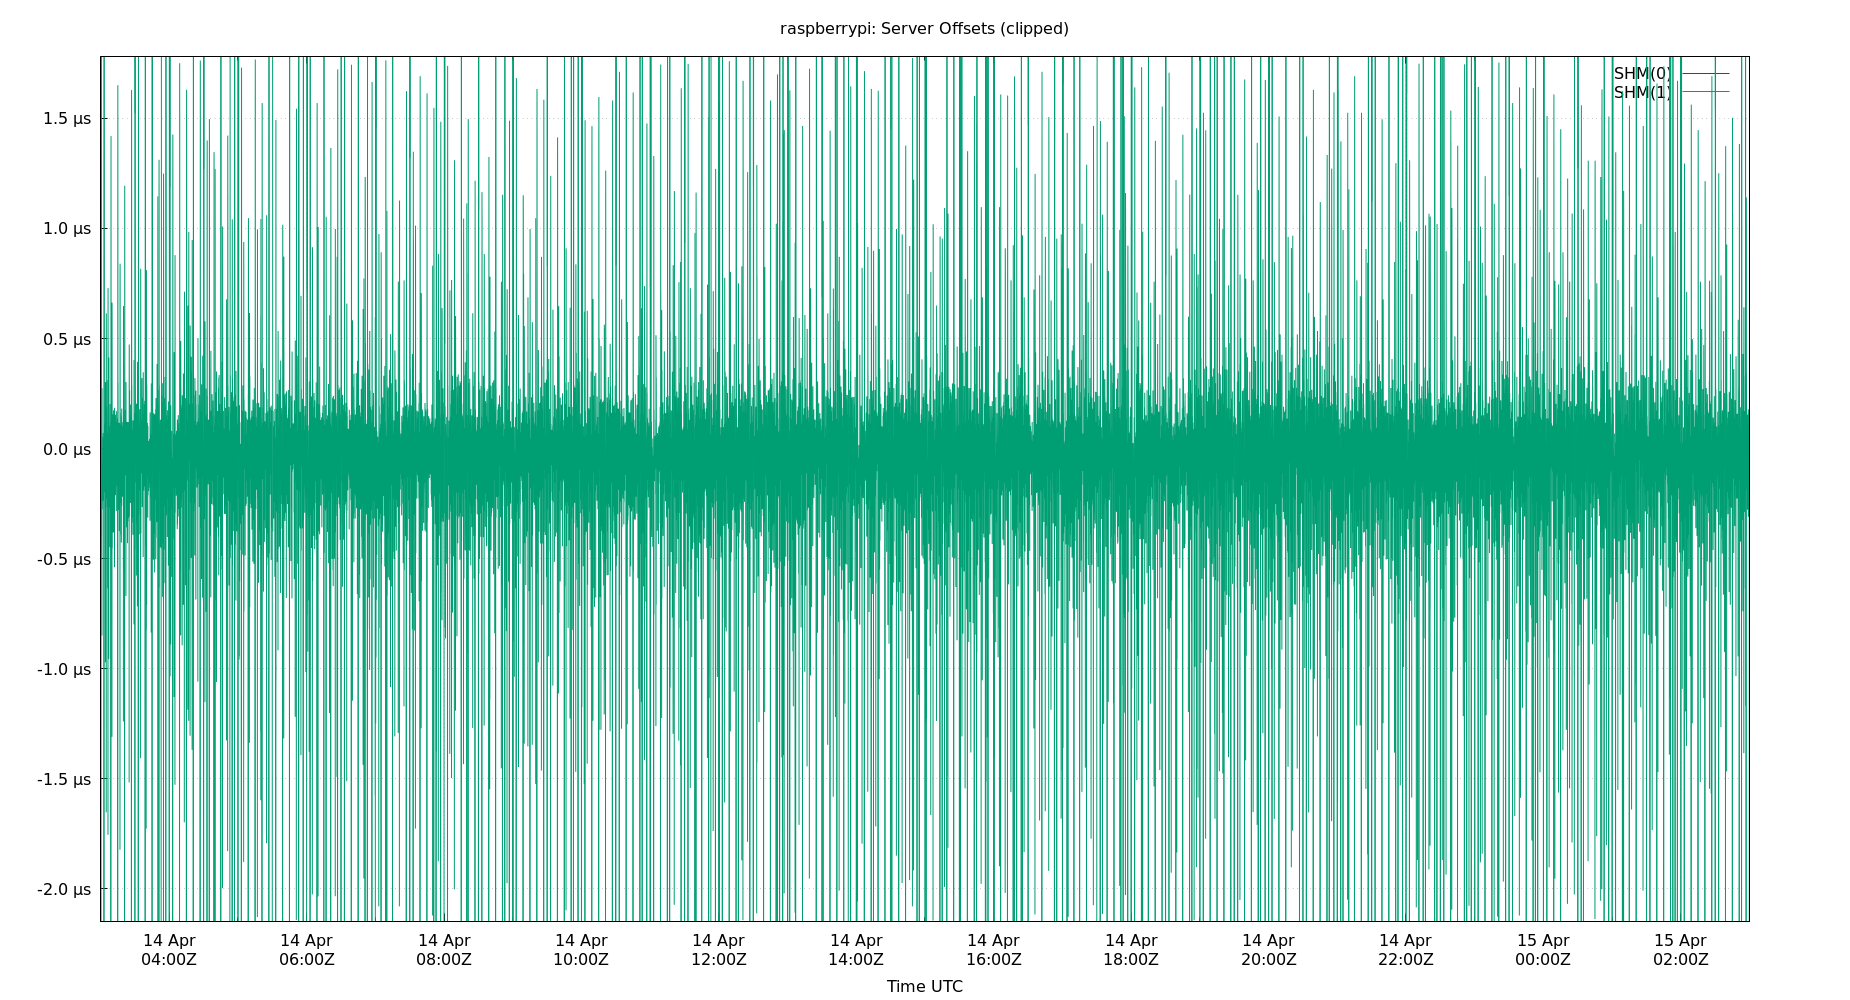 raspberrypi: Server Offsets (clipped)
SHM(0)
SHM(1)
1.5 µs
1.0 µs
0.5 µs
0.0 µs
-0.5 µs
-1.0 µs
-1.5 µs
-2.0 µs
14 Apr 14 Apr 14 Apr 14 Apr 14 Apr 14 Apr 14 Apr 14 Apr 14 Apr 14 Apr 15 Apr 15 Apr
04:00Z 06:00Z 08:00Z 10:00Z 12:00Z 14:00Z 16:00Z 18:00Z 20:00Z 22:00Z 00:00Z 02:00Z
Time UTC